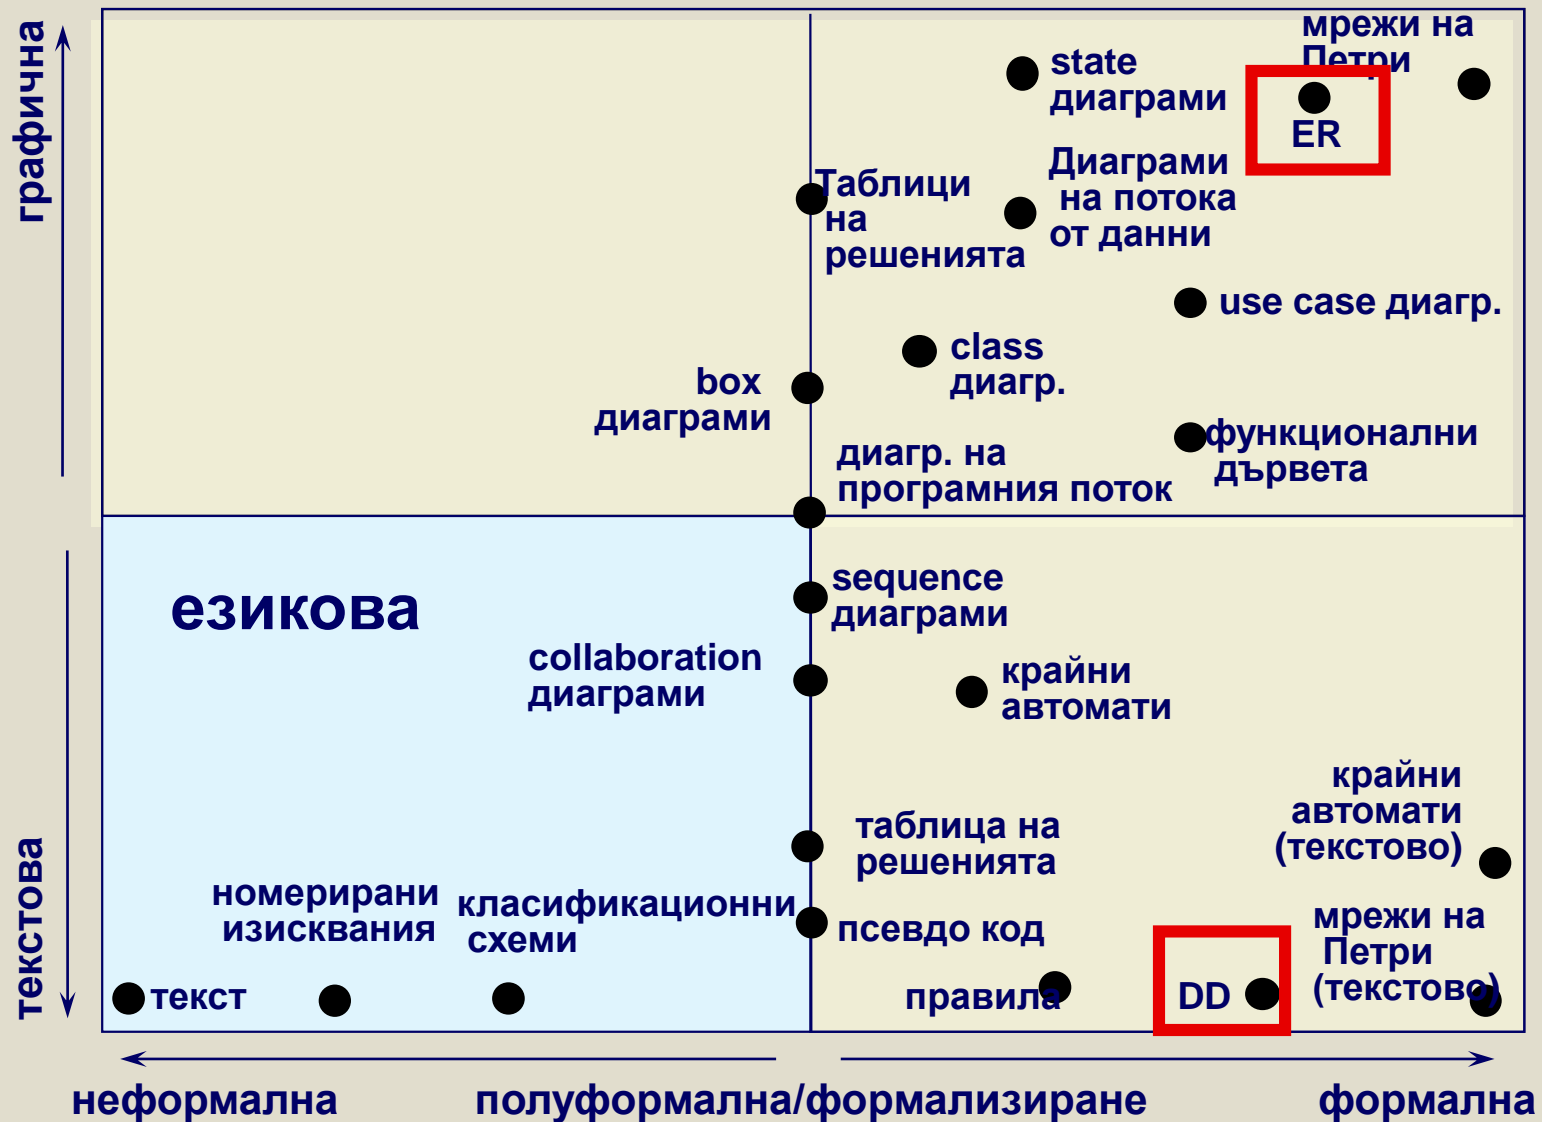 графична
мрежи на
Петри
state
диаграми
ER
Диаграми
на потока
от данни
Таблици
на
решенията
use case диагр.
class
диагр.
box
диаграми
функционални
дървета
диагр. на
програмния поток
езикова
sequence
диаграми
collaboration
диаграми
крайни
автомати
крайни
автомати
(текстово)
таблица на
решенията
текстова
номерирани
изисквания
класификационни
схеми
псевдо код
мрежи на
Петри
(текстово)
текст
правила
DD
неформална
полуформална/формализиране
формална